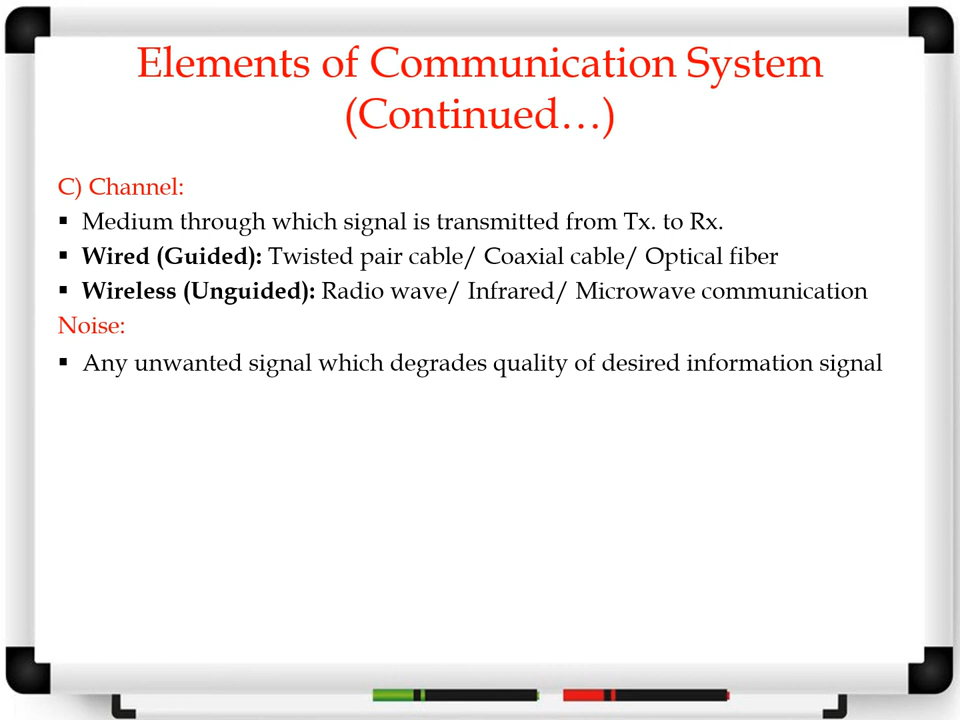 Elements of Communication System
(Continued…)
C) Channel:
▪ Medium through which signal is transmitted from Tx. to Rx.
▪ Wired (Guided): Twisted pair cable/ Coaxial cable/ Optical fiber
▪ Wireless (Unguided): Radio wave/ Infrared/ Microwave communication
Noise:
▪ Any unwanted signal which degrades quality of desired information signal